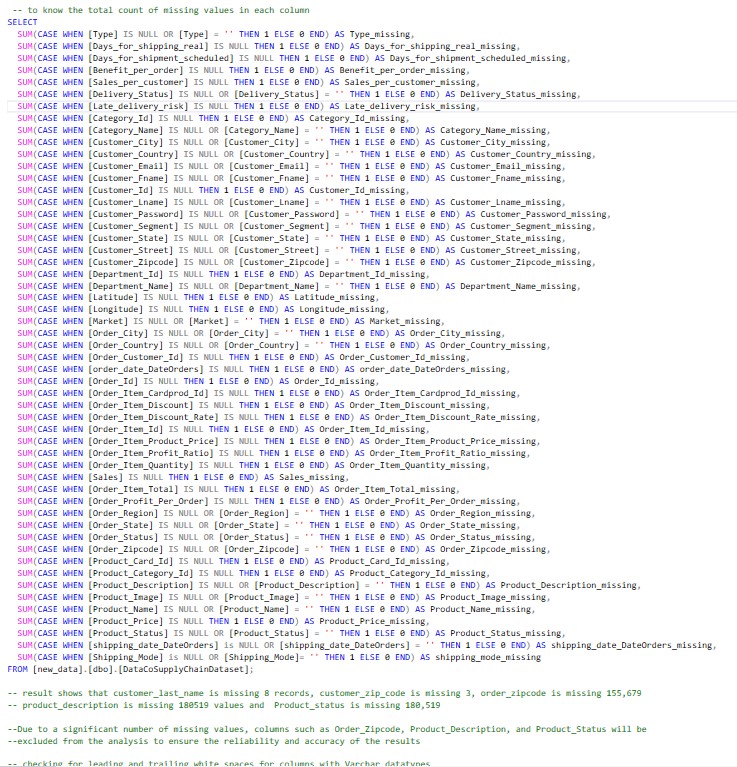 -- to know the total count of missing values in each column
SELECT
SUM(CASE WHEN [Type] IS NULL OR [Type] = '' THEN 1 ELSE 0 END) AS Type_missing,
SUM(CASE WHEN [Days_for_shipping_real] IS NULL THEN 1 ELSE 0 END) AS Days_for_shipping_real_missing,
SUM(CASE WHEN [Days_for_shipment_scheduled] IS NULL THEN 1 ELSE 0 END) AS Days_for_shipment_scheduled_missing,
SUM(CASE WHEN [Benefit_per_order] IS NULL THEN 1 ELSE 0 END) AS Benefit_per_order_missing,
SUM(CASE WHEN [Sales_per_customer] IS NULL THEN 1 ELSE 0 END) AS Sales_per_customer_missing,
SUM(CASE WHEN [Delivery_Status] IS NULL OR [Delivery_Status] = '' THEN 1 ELSE 0 END) AS Delivery_Status_missing,
SUM(CASE WHEN [Late_delivery_risk] IS NULL THEN 1 ELSE 0 END) AS Late_delivery_risk_missing,
SUM(CASE WHEN [Category_Id] IS NULL THEN 1 ELSE 0 END) AS Category_Id_missing,
SUM(CASE WHEN [Category_Name] IS NULL OR [Category_Name] = '' THEN 1 ELSE 0 END) AS Category_Name_missing,
SUM(CASE WHEN [Customer_City] IS NULL OR [Customer_City] = '' THEN 1 ELSE 0 END) AS Customer_City_missing,
SUM(CASE WHEN [Customer_Country] IS NULL OR [Customer_Country] = '' THEN 1 ELSE 0 END) AS Customer_Country_missing,
SUM(CASE WHEN [Customer_Email] IS NULL OR [Customer_Email] = '' THEN 1 ELSE 0 END) AS Customer_Email_missing,
SUM(CASE WHEN [Customer_Fname] IS NULL OR [Customer_Fname] = '' THEN 1 ELSE 0 END) AS Customer_Fname_missing,
SUM(CASE WHEN [Customer_Id] IS NULL THEN 1 ELSE 0 END) AS Customer_Id_missing,
SUM(CASE WHEN [Customer_Lname] IS NULL OR [Customer_Lname] = '' THEN 1 ELSE 0 END) AS Customer_Lname_missing,
SUM(CASE WHEN [Customer_Password] IS NULL OR [Customer_Password] = '' THEN 1 ELSE 0 END) AS Customer_Password_missing,
SUM(CASE WHEN [Customer_Segment] IS NULL OR [Customer_Segment] = '' THEN 1 ELSE 0 END) AS Customer_Segment_missing,
SUM(CASE WHEN [Customer_State] IS NULL OR [Customer_State] = '' THEN 1 ELSE 0 END) AS Customer_State_missing,
SUM(CASE WHEN [Customer_Street] IS NULL OR [Customer_Street] = '' THEN 1 ELSE 0 END) AS Customer_Street_missing,
SUM(CASE WHEN [Customer_Zipcode] IS NULL OR [Customer_Zipcode] = '' THEN 1 ELSE 0 END) AS Customer_Zipcode_missing,
SUM(CASE WHEN [Department_Id] IS NULL THEN 1 ELSE 0 END) AS Department_Id_missing,
SUM(CASE WHEN [Department_Name] IS NULL OR [Department_Name] = '' THEN 1 ELSE 0 END) AS Department_Name_missing,
SUM(CASE WHEN [Latitude] IS NULL THEN 1 ELSE 0 END) AS Latitude_missing,
SUM(CASE WHEN [Longitude] IS NULL THEN 1 ELSE 0 END) AS Longitude_missing,
SUM(CASE WHEN [Market] IS NULL OR [Market] = '' THEN 1 ELSE 0 END) AS Market_missing,
SUM(CASE WHEN [Order_City] IS NULL OR [Order_City] = '' THEN 1 ELSE 0 END) AS Order_City_missing,
SUM(CASE WHEN [Order_Country] IS NULL OR [Order_Country] = '' THEN 1 ELSE 0 END) AS Order_Country_missing,
SUM(CASE WHEN [Order_Customer_Id] IS NULL THEN 1 ELSE 0 END) AS Order_Customer_Id_missing,
SUM(CASE WHEN [order_date_DateOrders] IS NULL THEN 1 ELSE 0 END) AS order_date_DateOrders_missing,
SUM(CASE WHEN [Order_Id] IS NULL THEN 1 ELSE 0 END) AS Order_Id_missing,
SUM(CASE WHEN [Order_Item_Cardprod_Id] IS NULL THEN 1 ELSE 0 END) AS Order_Item_Cardprod_Id_missing,
SUM(CASE WHEN [Order_Item_Discount] IS NULL THEN 1 ELSE 0 END) AS Order_Item_Discount_missing,
SUM(CASE WHEN [Order_Item_Discount_Rate] IS NULL THEN 1 ELSE 0 END) AS Order_Item_Discount_Rate_missing,
SUM(CASE WHEN [Order_Item_Id] IS NULL THEN 1 ELSE 0 END) AS Order_Item_Id_missing,
SUM(CASE WHEN [Order_Item_Product_Price] IS NULL THEN 1 ELSE 0 END) AS Order_Item_Product_Price_missing,
SUM(CASE WHEN [Order_Item_Profit_Ratio] IS NULL THEN 1 ELSE 0 END) AS Order_Item_Profit_Ratio_missing,
SUM(CASE WHEN [Order_Item_Quantity] IS NULL THEN 1 ELSE 0 END) AS Order_Item_Quantity_missing,
SUM(CASE WHEN [Sales] IS NULL THEN 1 ELSE 0 END) AS Sales_missing,
SUM(CASE WHEN [Order_Item_Total] IS NULL THEN 1 ELSE 0 END) AS Order_Item_Total_missing,
SUM(CASE WHEN [Order_Profit_Per_Order] IS NULL THEN 1 ELSE 0 END) AS Order_Profit_Per_Order_missing,
SUM(CASE WHEN [Order_Region] IS NULL OR [Order_Region] = '' THEN 1 ELSE 0 END) AS Order_Region_missing,
SUM(CASE WHEN [Order_State] IS NULL OR [Order_State] = '' THEN 1 ELSE 0 END) AS Order_State_missing,
SUM(CASE WHEN [Order_Status] IS NULL OR [Order_Status] = '' THEN 1 ELSE 0 END) AS Order_Status_missing,
SUM(CASE WHEN [Order_Zipcode] IS NULL OR [Order_Zipcode] = '' THEN 1 ELSE 0 END) AS Order_Zipcode_missing,
SUM(CASE WHEN [Product_Card_Id] IS NULL THEN 1 ELSE 0 END) AS Product_Card_Id_missing,
SUM(CASE WHEN [Product_Category_Id] IS NULL THEN 1 ELSE 0 END) AS Product_Category_Id_missing,
SUM(CASE WHEN [Product_Description] IS NULL OR [Product_Description] = '' THEN 1 ELSE 0 END) AS Product_Description_missing,
SUM(CASE WHEN [Product_Image] IS NULL OR [Product_Image] = '' THEN 1 ELSE 0 END) AS Product_Image_missing,
SUM(CASE WHEN [Product_Name] IS NULL OR [Product_Name] = '' THEN 1 ELSE 0 END) AS Product_Name_missing,
SUM(CASE WHEN [Product_Price] IS NULL THEN 1 ELSE 0 END) AS Product_Price_missing,
SUM(CASE WHEN [Product_Status] IS NULL OR [Product_Status] = '' THEN 1 ELSE 0 END) AS Product_Status_missing,
SUM(CASE WHEN [shipping_date_DateOrders] is NULL OR [shipping_date_DateOrders] = '' THEN 1 ELSE 0 END) AS shipping_date_DateOrders_missing,
SUM(CASE WHEN [Shipping_Mode] is NULL OR [Shipping_Mode]= '' THEN 1 ELSE 0 END) AS shipping_mode_missing
FROM [new_data].[dbo].[DataCoSupplyChainDataset];
-- result shows that customer_last_name is missing 8 records, customer_zip_code is missing 3, order_zipcode is missing 155,679
-- product_description is missing 180519 values and Product_status is missing 180,519
--Due to a significant number of missing values, columns such as Order_Zipcode, Product_Description, and Product_Status will be
--excluded from the analysis to ensure the reliability and accuracy of the results
-- checking for leading and trailing white spaces for columns with Varchar datatypes